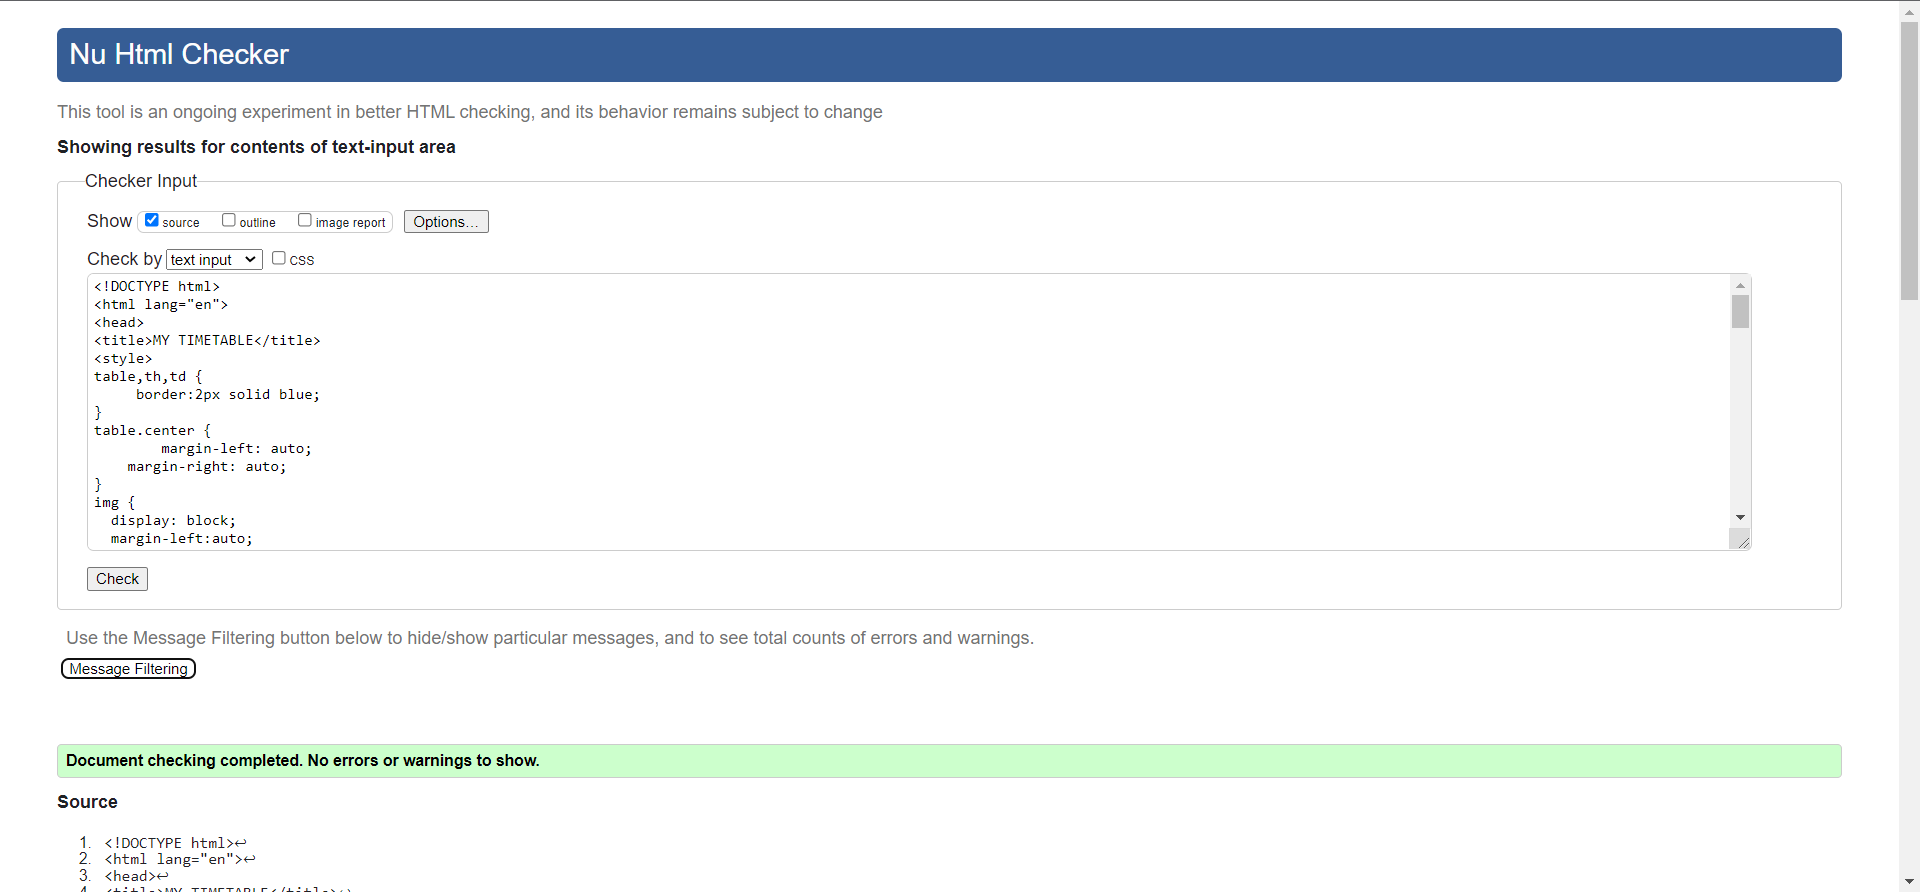 Nu Html Checker
This tool is an ongoing experiment in better HTML checking, and its behavior remains subject to change
Showing results for contents of text-input area
Checker Input
Show source outline image report Options...
Check by text input CSS
<!DOCTYPE html>
<html lang="en">
<head>
<title>MY TIMETABLE</title>
<style>
table,th,td {
     border:2px solid blue;
}
table.center {
        margin-left: auto;
    margin-right: auto;
}
img {
  display: block;
  margin-left:auto;
Check
Use the Message Filtering button below to hide/show particular messages, and to see total counts of errors and warnings.
Message Filtering
Document checking completed. No errors or warnings to show.
Source
1. <!DOCTYPE html>↩
2. <html lang="en">↩
3. <head>↩
4. <title>MY TIMETABLE</title>↩